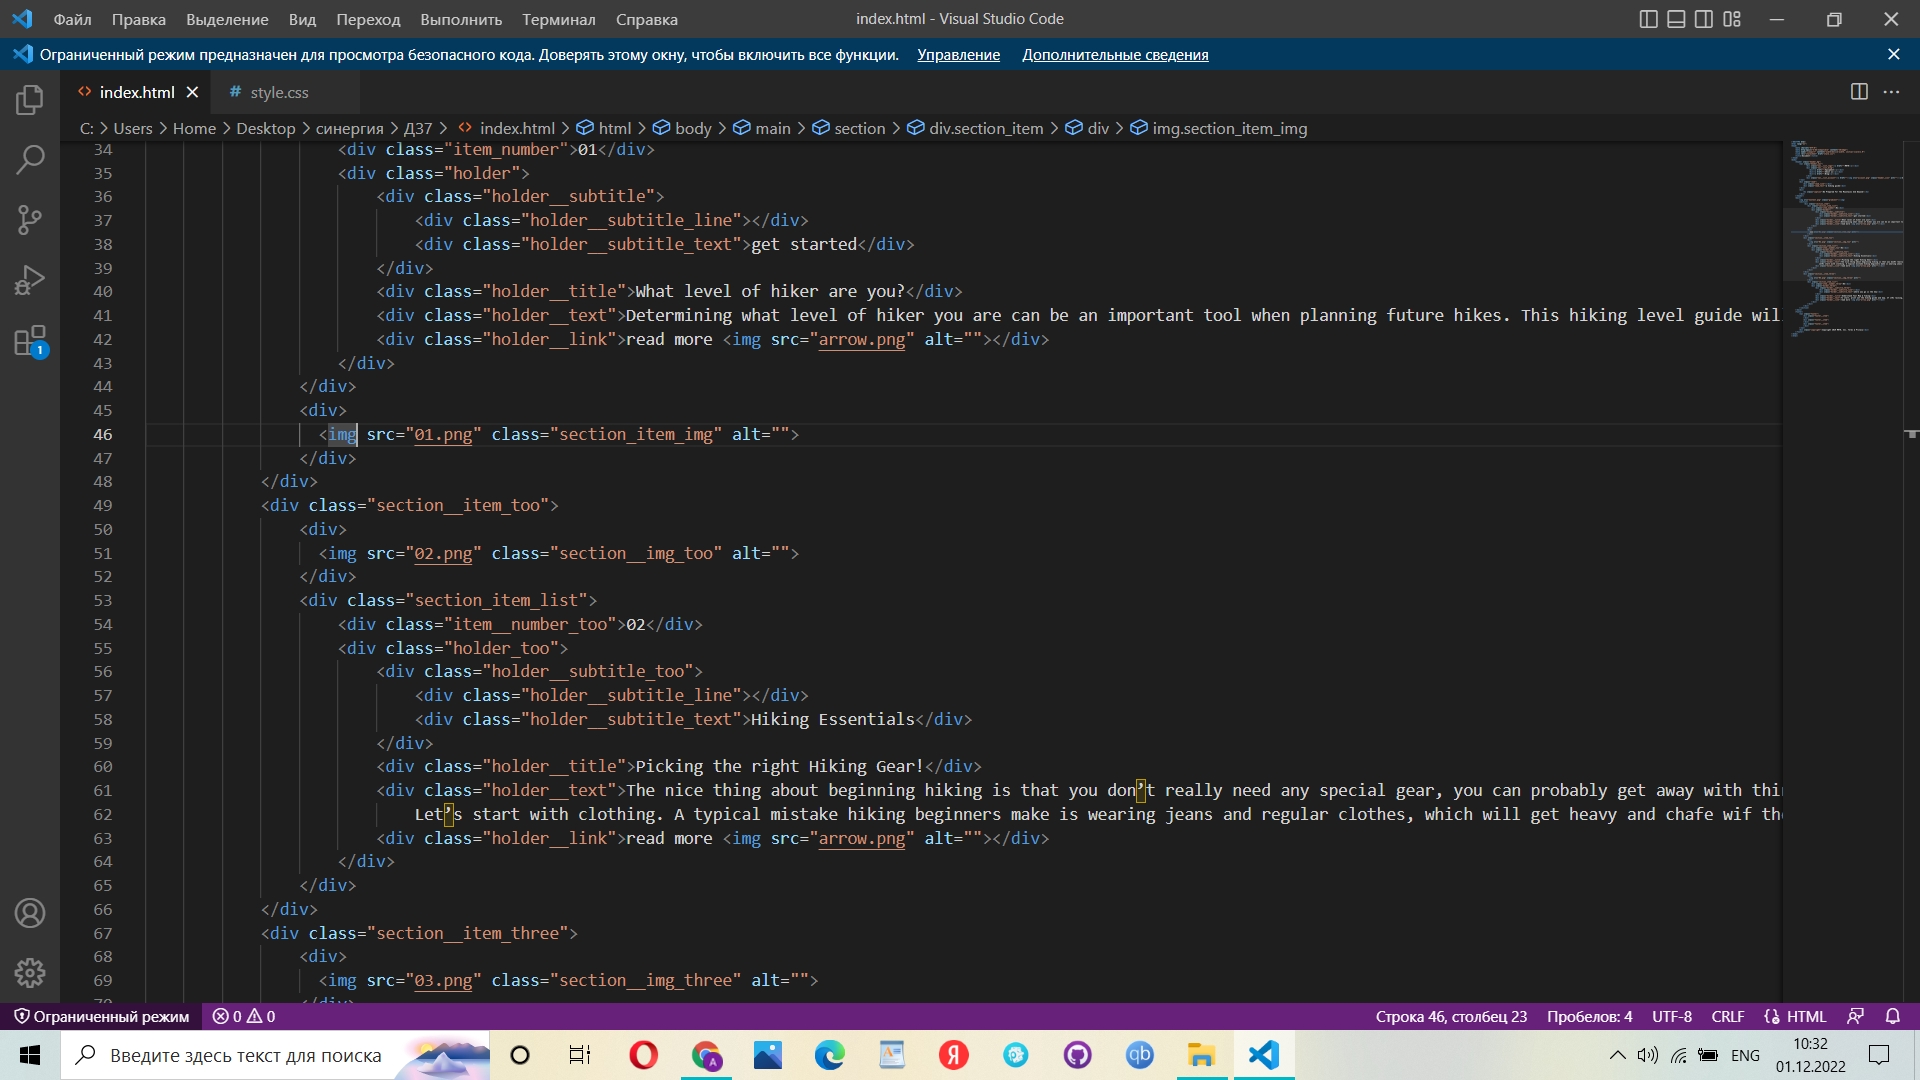 Файл Правка Выделение Вид Переход Выполнить Терминал Справка index.html - Visual Studio Code
Ограниченный режим предназначен для просмотра безопасного кода. Доверять этому окну, чтобы включить все функции. Управление Дополнительные сведения
index.html style.css
C: > Users > Home > Desktop > синергия > Д37 > index.html > html > body > main > section > div.section_item > div > img.section_item_img
34 <div class="item_number">01</div>
35 <div class="holder">
36 <div class="holder__subtitle">
37 <div class="holder__subtitle_line"></div>
38 <div class="holder__subtitle_text">get started</div>
39 </div>
40 <div class="holder__title">What level of hiker are you?</div>
41 <div class="holder__text">Determining what level of hiker you are can be an important tool when planning future hikes. This hiking level guide wil
42 <div class="holder__link">read more <img src="arrow.png" alt=""></div>
43 </div>
44 </div>
45 <div>
46 <img src="01.png" class="section_item_img" alt="">
47 </div>
48 </div>
49 <div class="section__item_too">
50 <div>
51 <img src="02.png" class="section__img_too" alt="">
52 </div>
53 <div class="section_item_list">
54 <div class="item__number_too">02</div>
55 <div class="holder_too">
56 <div class="holder__subtitle_too">
57 <div class="holder__subtitle_line"></div>
58 <div class="holder__subtitle_text">Hiking Essentials</div>
59 </div>
60 <div class="holder__title">Picking the right Hiking Gear!</div>
61 <div class="holder__text">The nice thing about beginning hiking is that you don’t really need any special gear, you can probably get away with thi
62 Let’s start with clothing. A typical mistake hiking beginners make is wearing jeans and regular clothes, which will get heavy and chafe wif th
63 <div class="holder__link">read more <img src="arrow.png" alt=""></div>
64 </div>
65 </div>
66 </div>
67 <div class="section__item_three">
68 <div>
69 <img src="03.png" class="section__img_three" alt="">
70 </div>
1
Ограниченный режим 0 0 Строка 46, столбец 23 Пробелов: 4 UTF-8 CRLF HTML
Введите здесь текст для поиска A Я qb ENG 10:32
01.12.2022